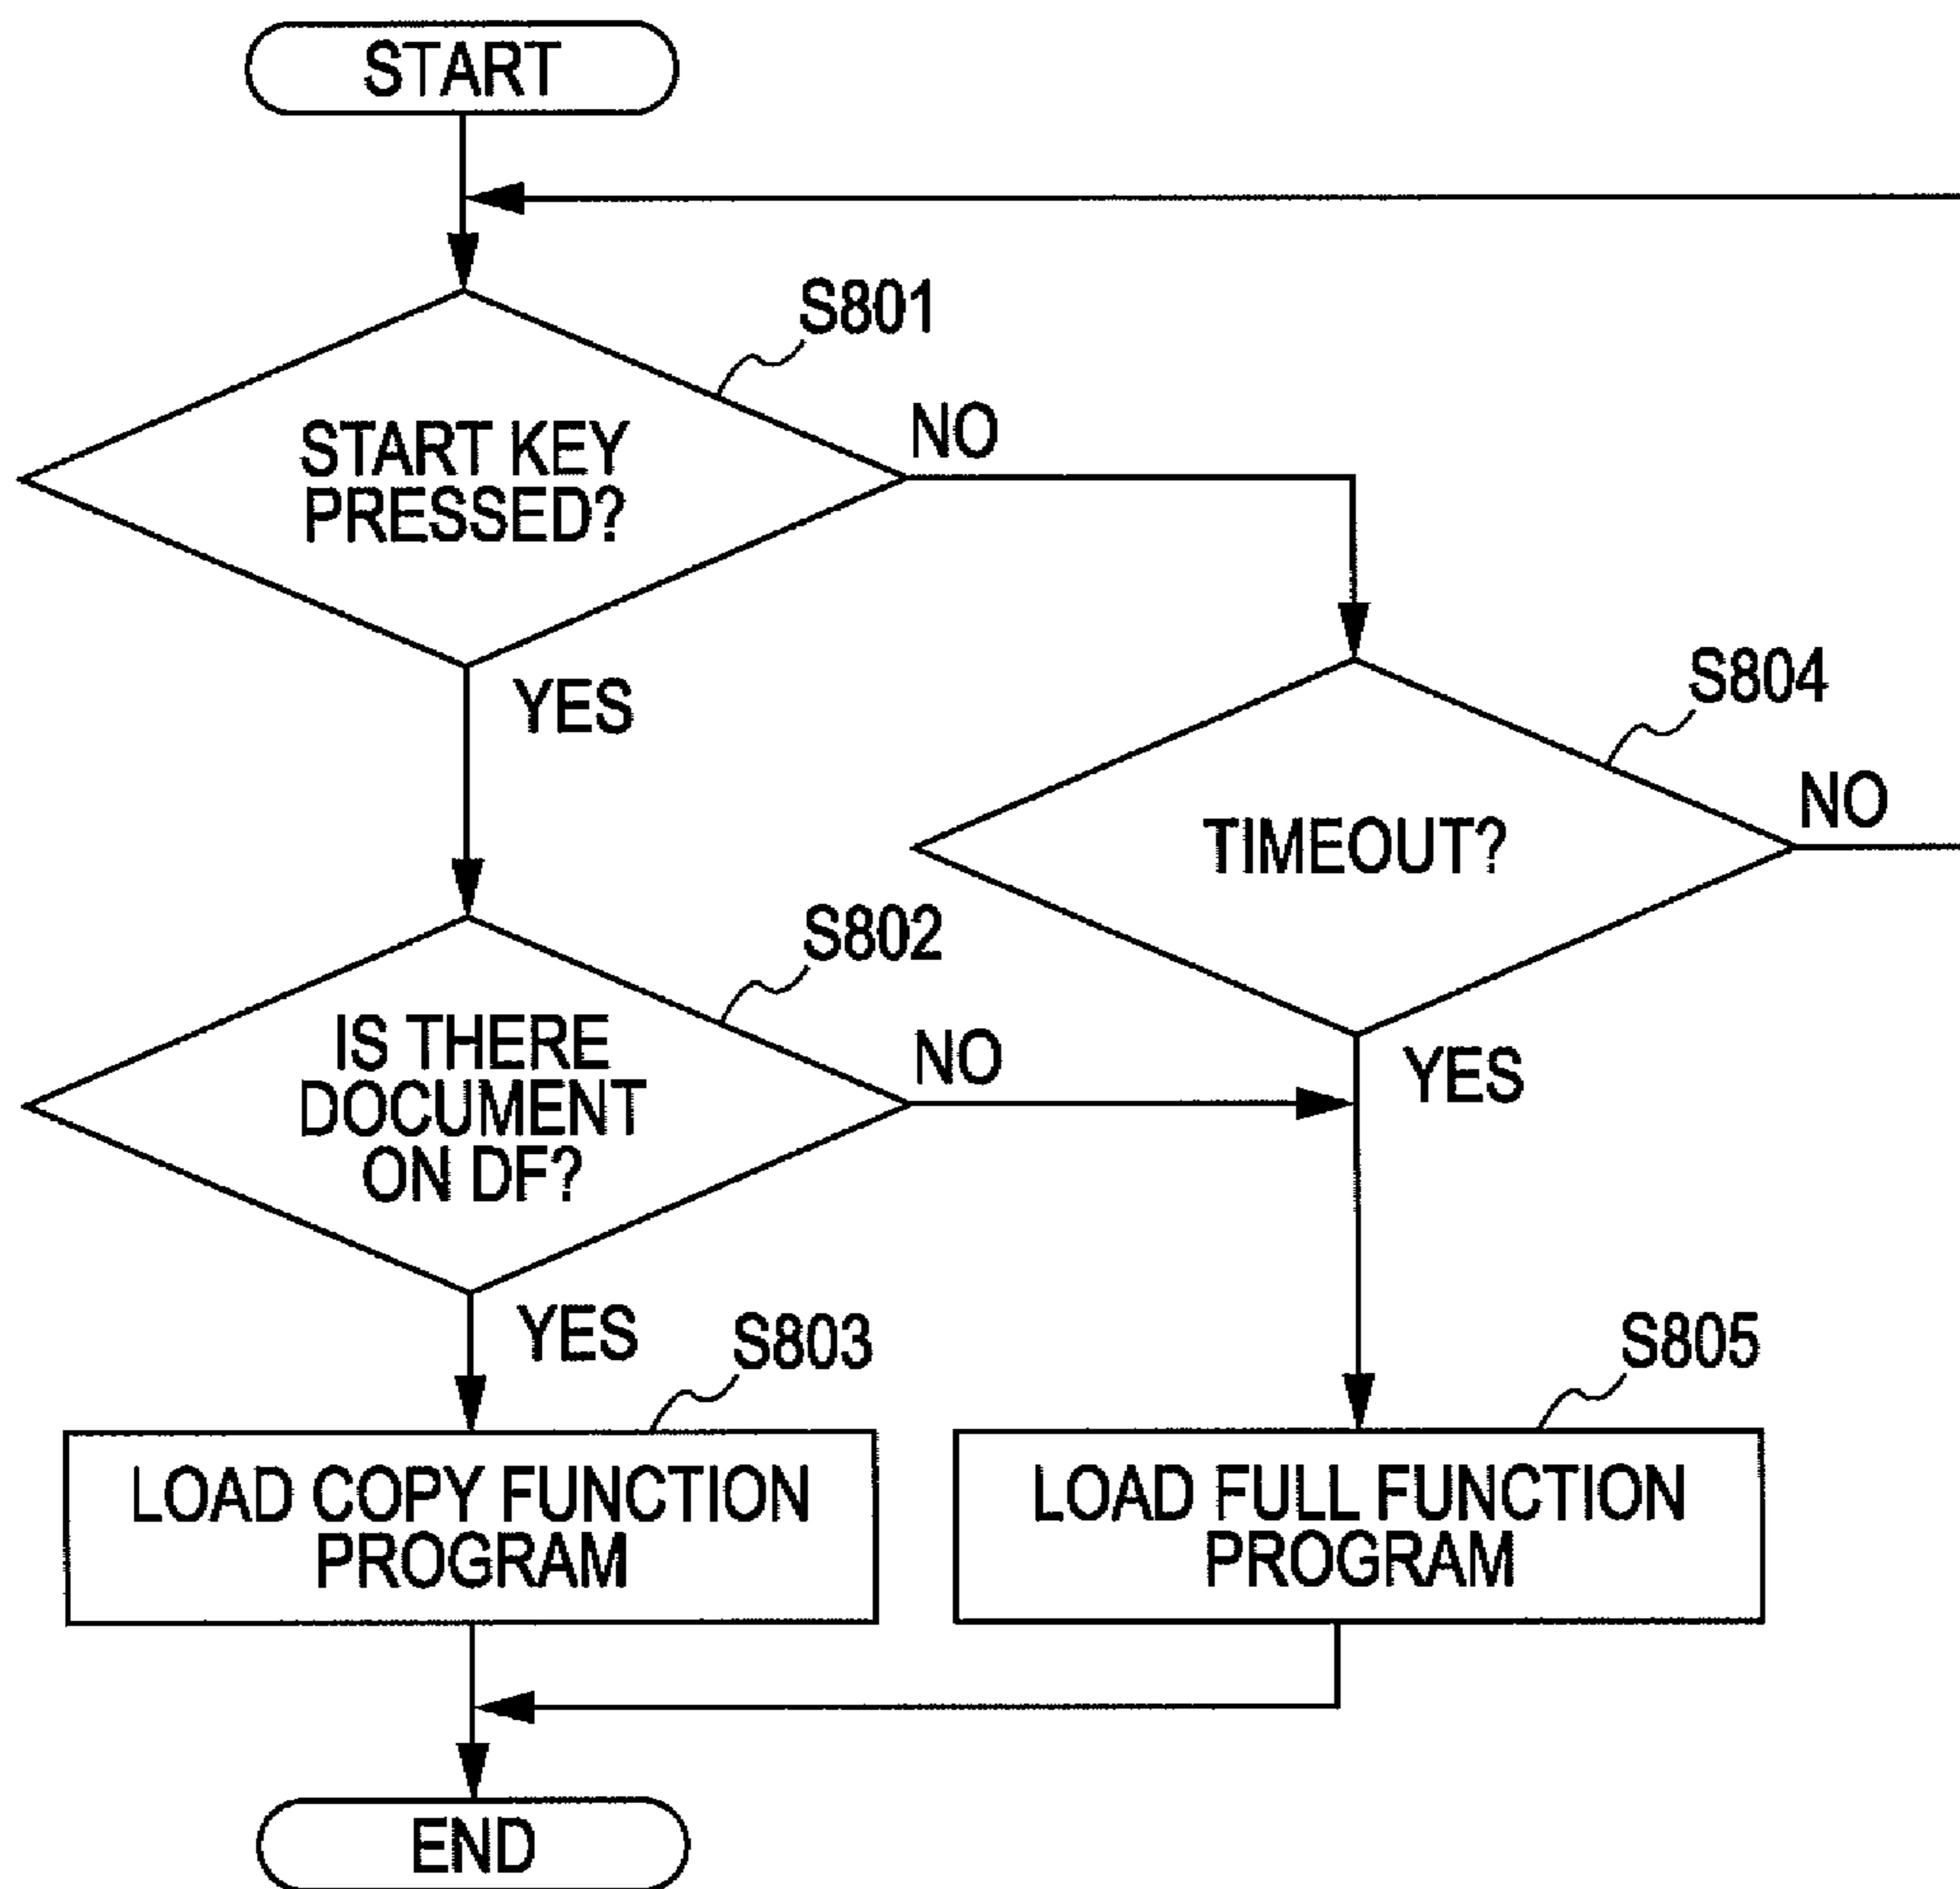 START
S801
START KEY
PRESSED?
NO
YES
S804
TIMEOUT?
NO
YES
S802
IS THERE
DOCUMENT
ON DF?
NO
YES
S803
LOAD COPY FUNCTION
PROGRAM
S805
LOAD FULL FUNCTION
PROGRAM
END